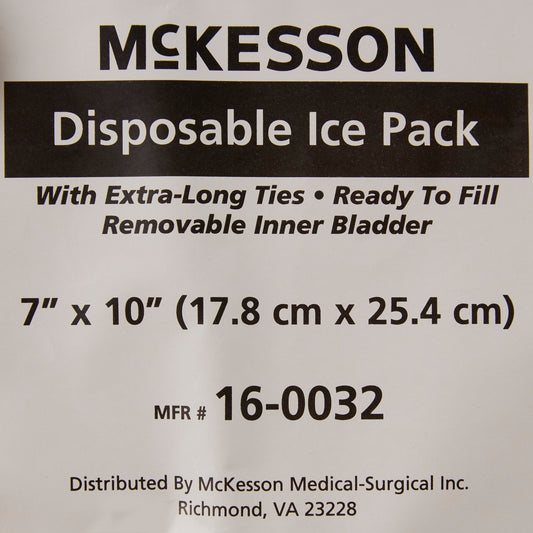 McKESSON
Disposable Ice Pack
With Extra-Long Ties • Ready To Fill
Removable Inner Bladder
7” x 10” (17.8 cm x 25.4 cm)
MFR # 16-0032
Distributed By McKesson Medical-Surgical Inc.
Richmond, VA 23228